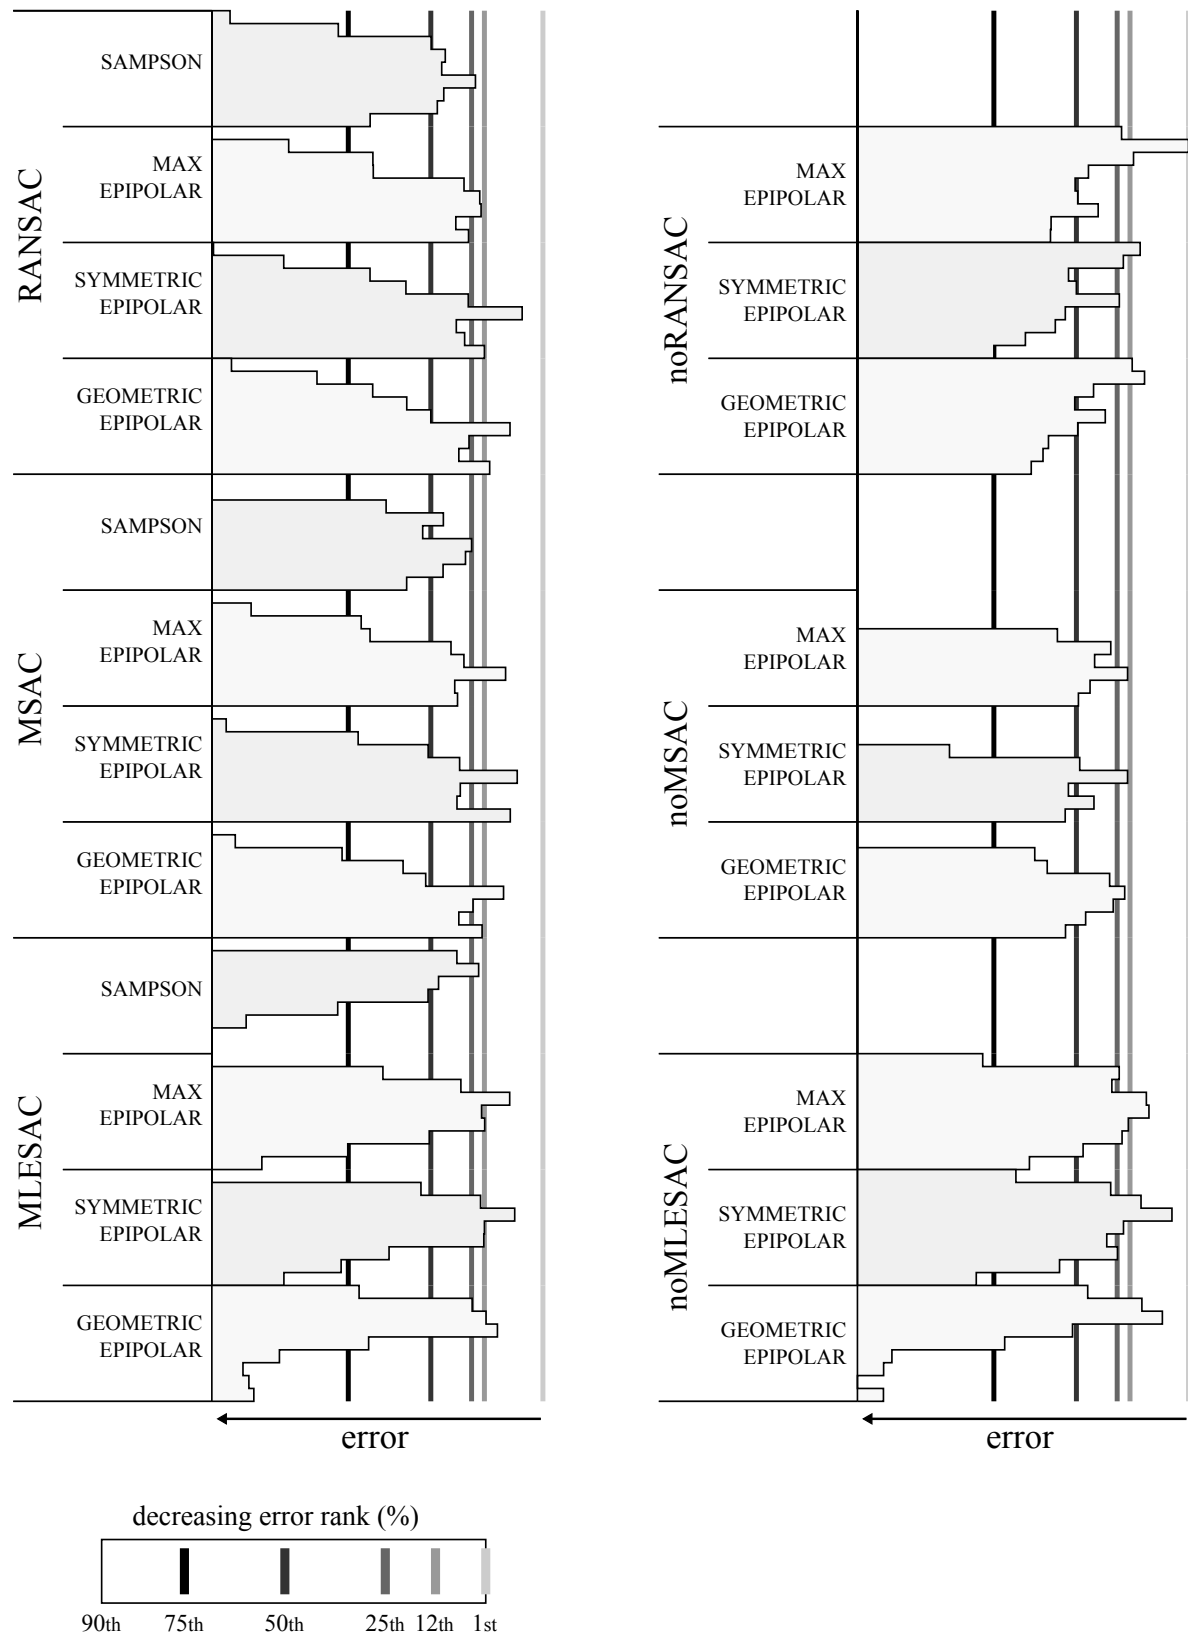 RANSAC
SAMPSON
MAX
EPIPOLAR
SYMMETRIC
EPIPOLAR
GEOMETRIC
EPIPOLAR
MSAC
SAMPSON
MAX
EPIPOLAR
SYMMETRIC
EPIPOLAR
GEOMETRIC
EPIPOLAR
MLESAC
SAMPSON
MAX
EPIPOLAR
SYMMETRIC
EPIPOLAR
GEOMETRIC
EPIPOLAR
error
noRANSAC
MAX
EPIPOLAR
SYMMETRIC
EPIPOLAR
GEOMETRIC
EPIPOLAR
noMSAC
MAX
EPIPOLAR
SYMMETRIC
EPIPOLAR
GEOMETRIC
EPIPOLAR
noMLESAC
MAX
EPIPOLAR
SYMMETRIC
EPIPOLAR
GEOMETRIC
EPIPOLAR
error
decreasing error rank (%)
90th 75th 50th 25th 12th 1st